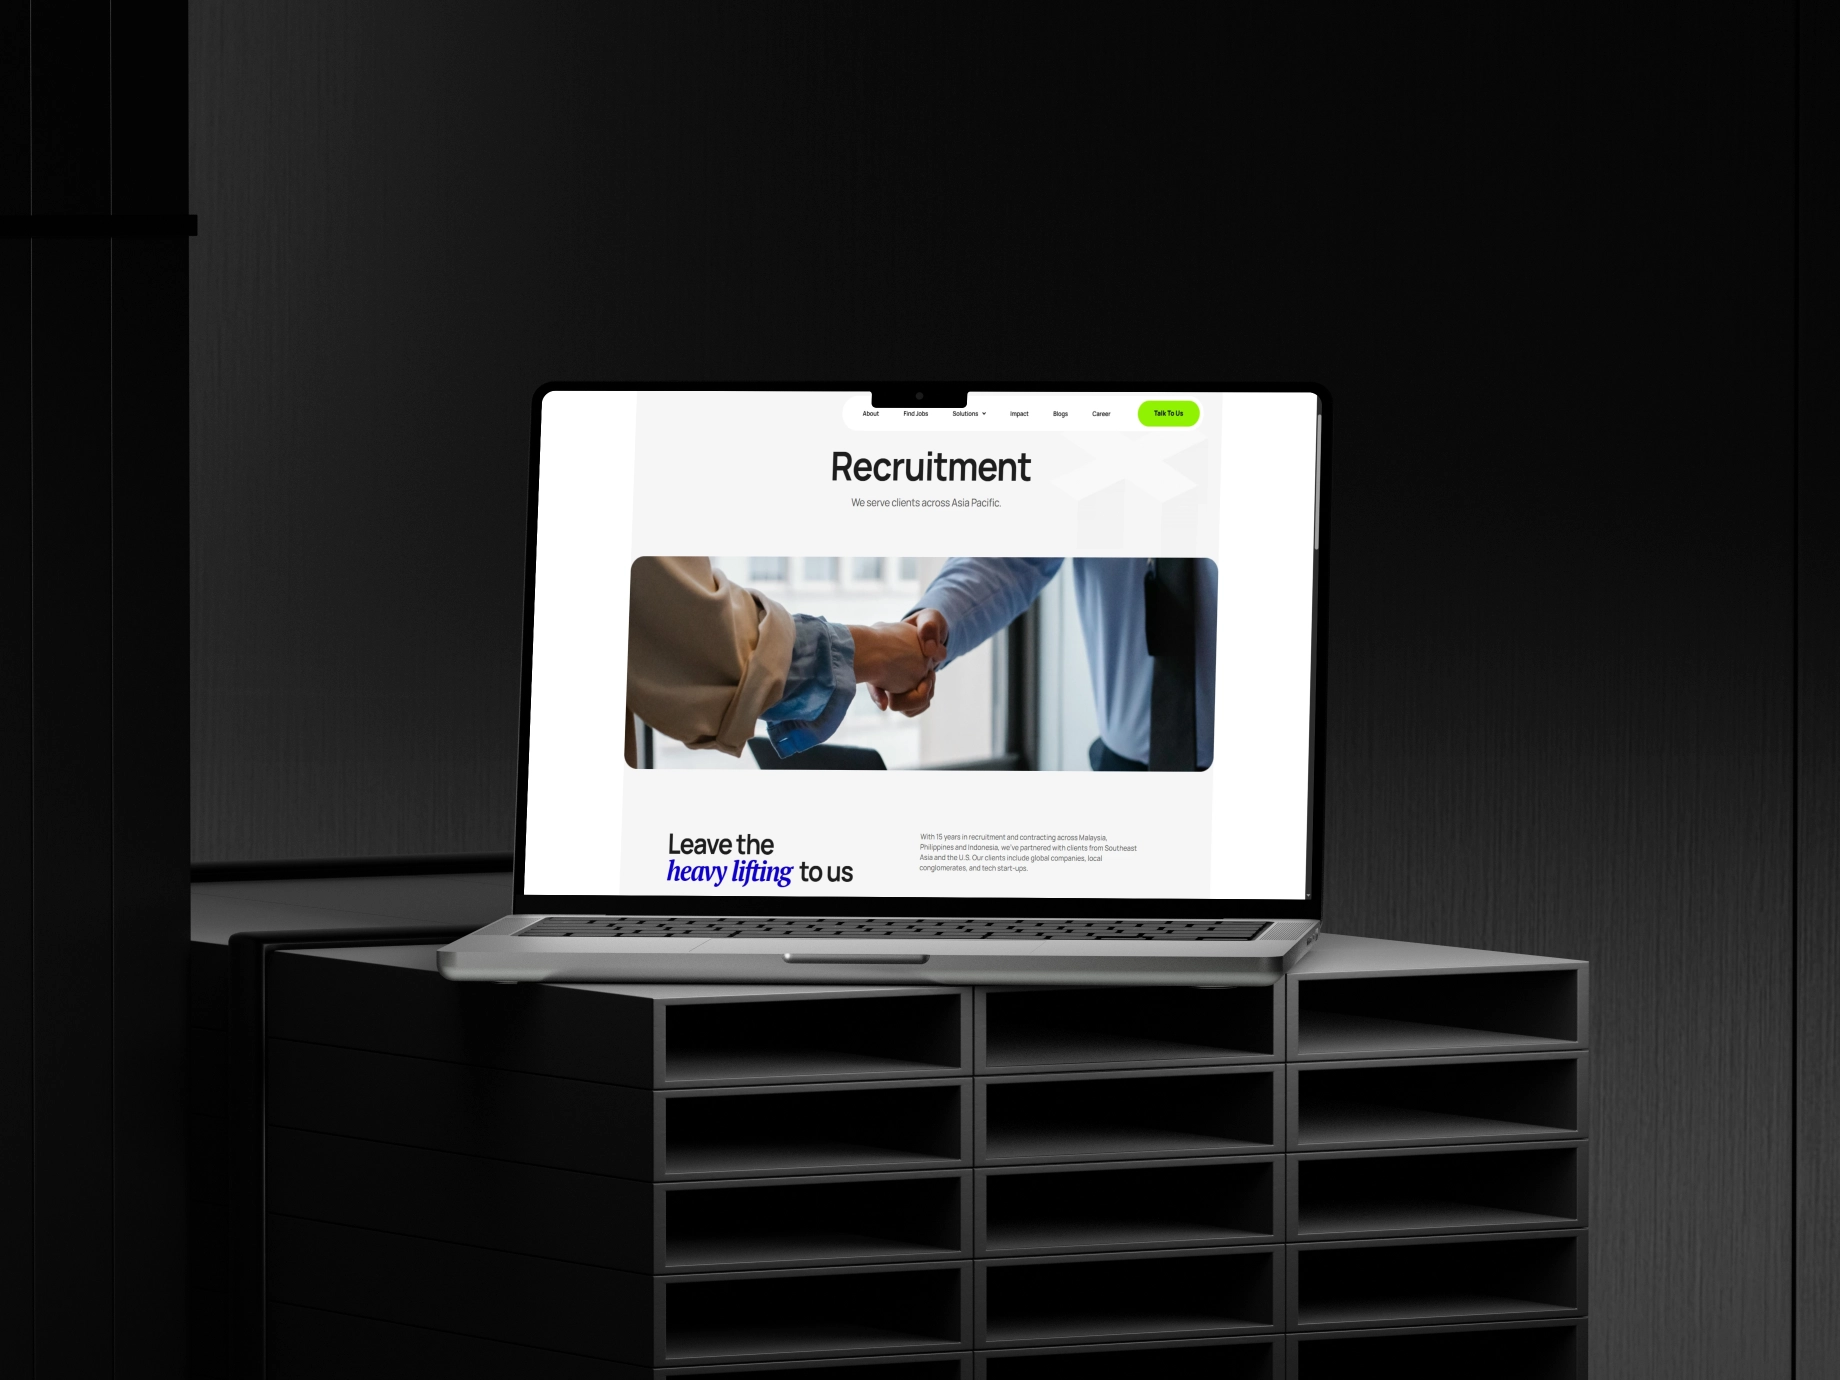 About Find Jobs Solutions Impact Blogs Career Talk To Us
Recruitment
We serve clients across Asia Pacific.
Leave the
heavy lifting to us
With 15 years in recruitment and contracting across Malaysia,
Philippines and Indonesia, we've partnered with clients from Southeast
Asia and the U.S. Our clients include global companies, local
conglomerates, and tech start-ups.